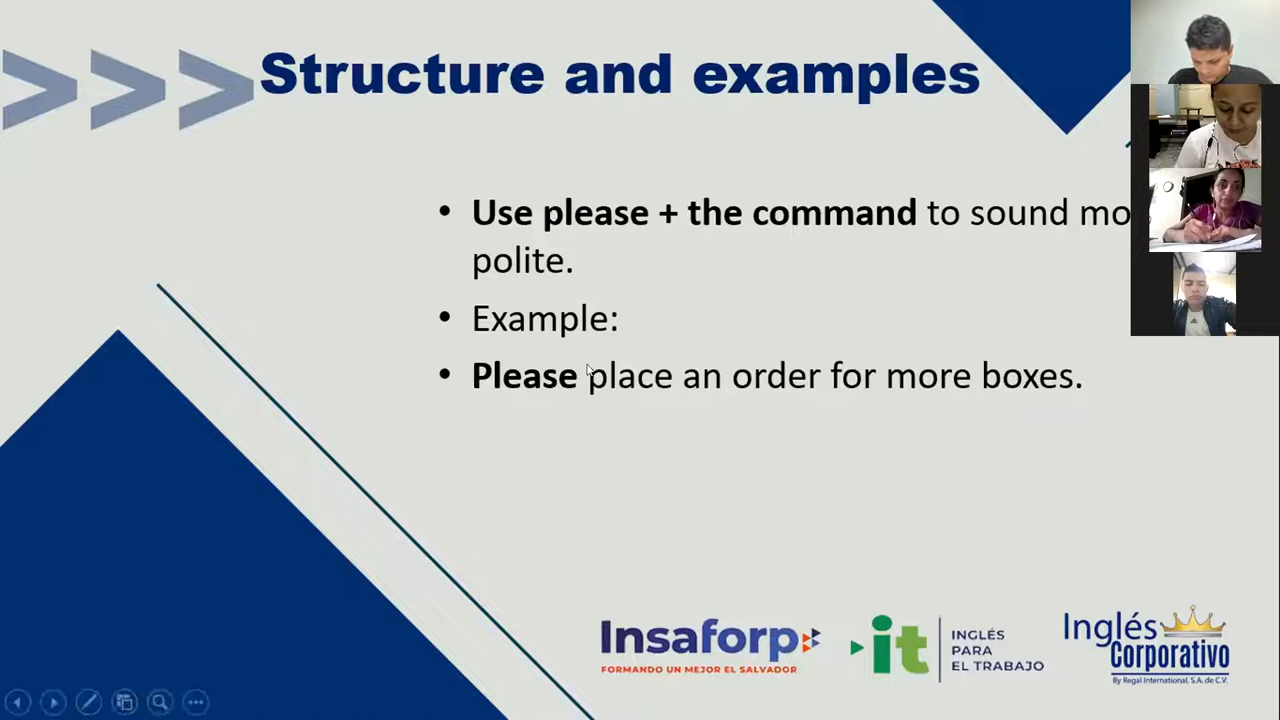 Structure and examples
• Use please + the command to sound
polite.
• Example:
• Please place an order for more boxes.
Insaforp
FORMANDO UN MEJOR EL SALVADOR
it
INGLÉS
PARA
EL TRABAJO
Inglés
Corporativo
By Regal International, S.A. de C.V.